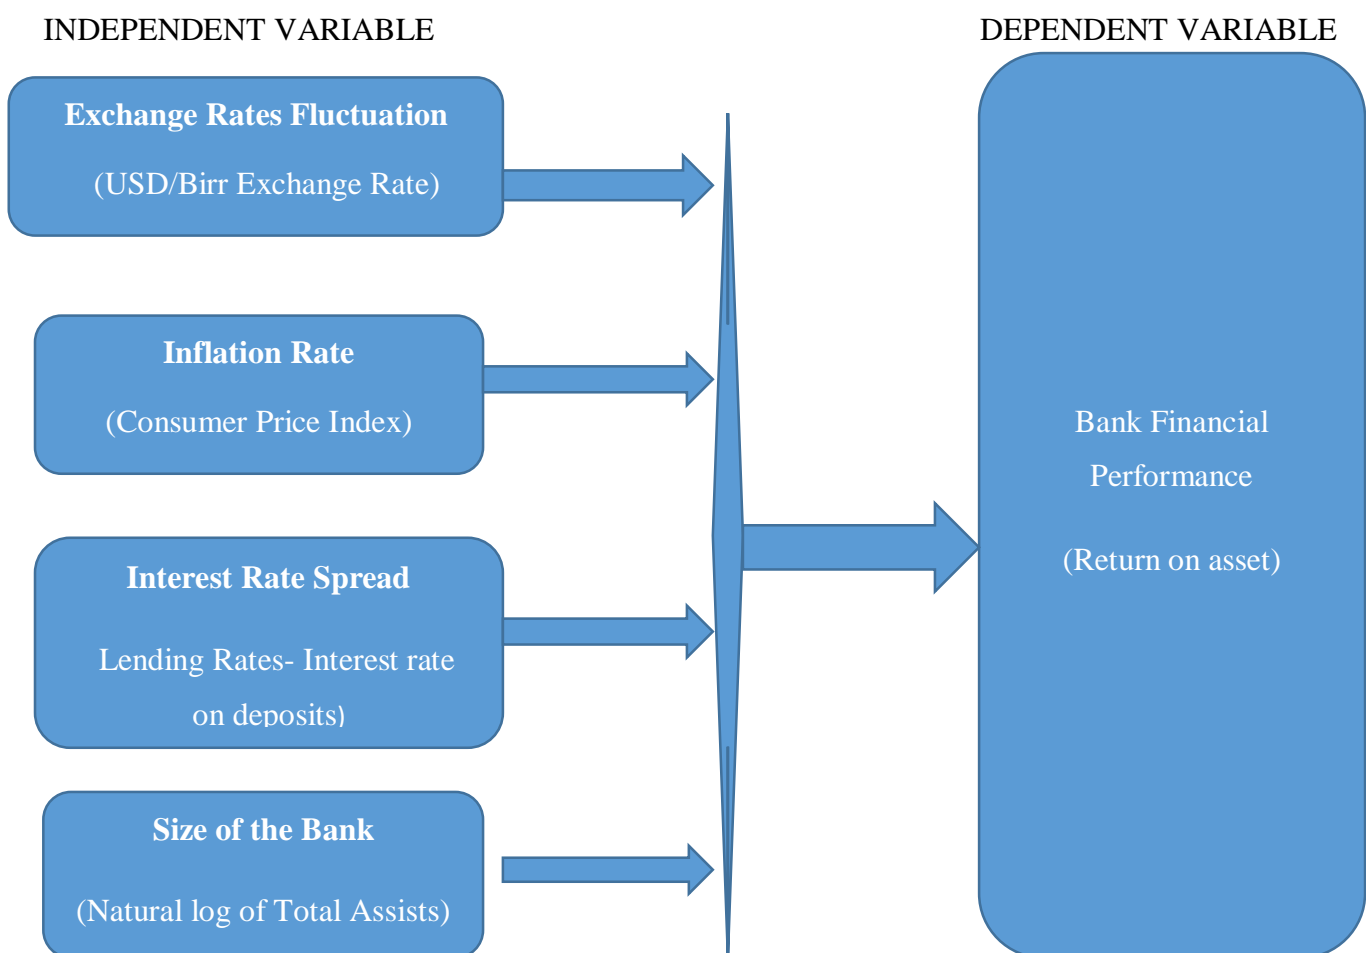 INDEPENDENT VARIABLE
DEPENDENT VARIABLE
Exchange Rates Fluctuation
(USD/Birr Exchange Rate)
Inflation Rate
(Consumer Price Index)
Interest Rate Spread
Lending Rates- Interest rate
on deposits)
Size of the Bank
(Natural log of Total Assists)
Bank Financial
Performance
(Return on asset)